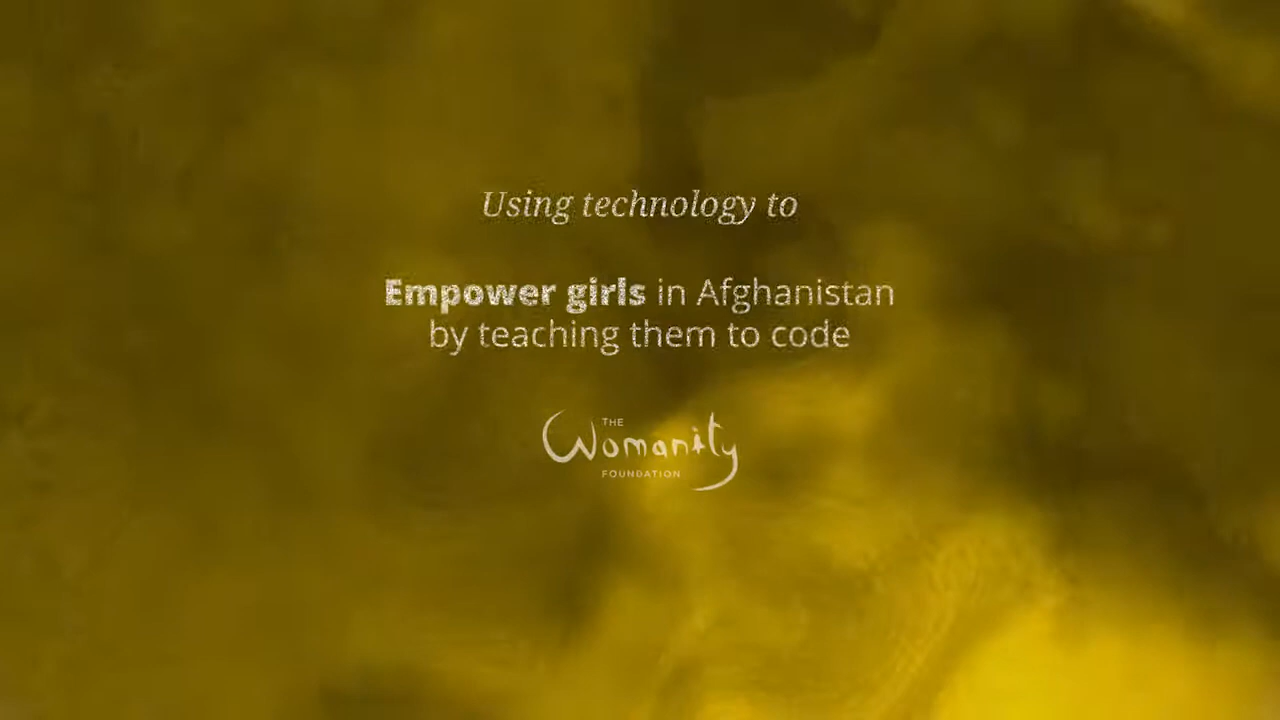 Using technology to
Empower girls in Afghanistan
by teaching them to code
THE
Womanity
FOUNDATION